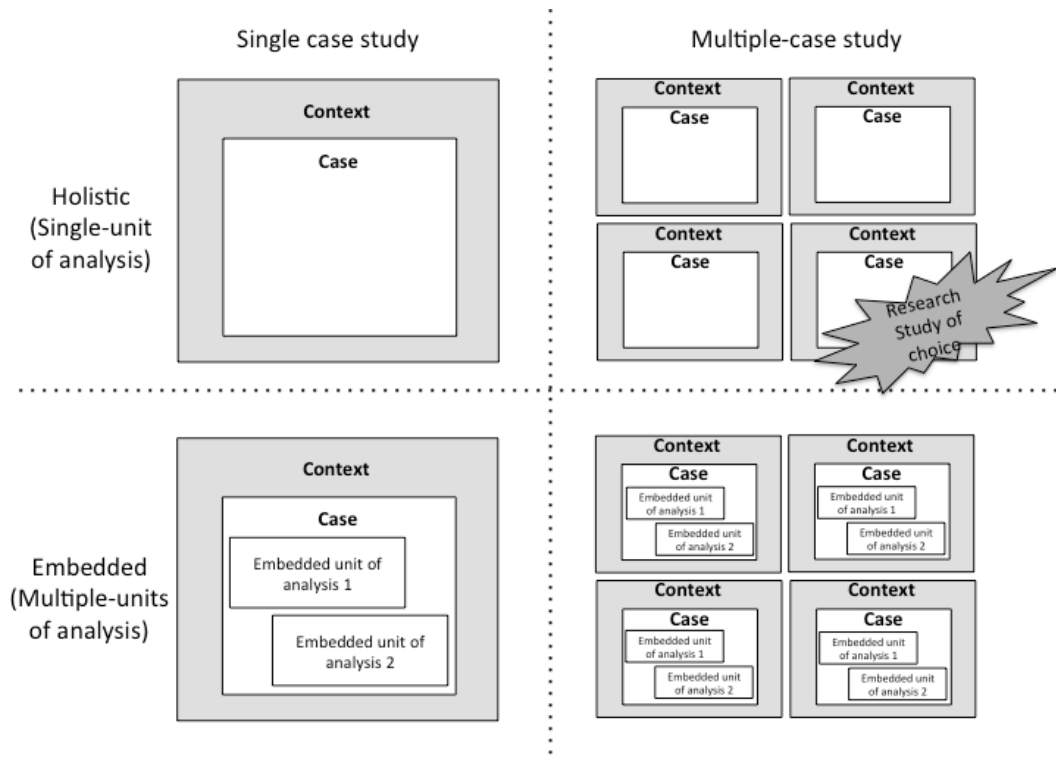 Single case study
Multiple-case study
Context
Case
Holistic
(Single-unit
of analysis)
Context
Case
Context
Case
Context
Case
Context
Case
Research
Study of
choice
Context
Case
Embedded unit of
analysis 1
Embedded unit of
analysis 2
Embedded
(Multiple-units
of analysis)
Context
Case
Embedded unit
of analysis 1
Embedded unit
of analysis 2
Context
Case
Embedded unit
of analysis 1
Embedded unit
of analysis 2
Context
Case
Embedded unit
of analysis 1
Embedded unit
of analysis 2
Context
Case
Embedded unit
of analysis 1
Embedded unit
of analysis 2